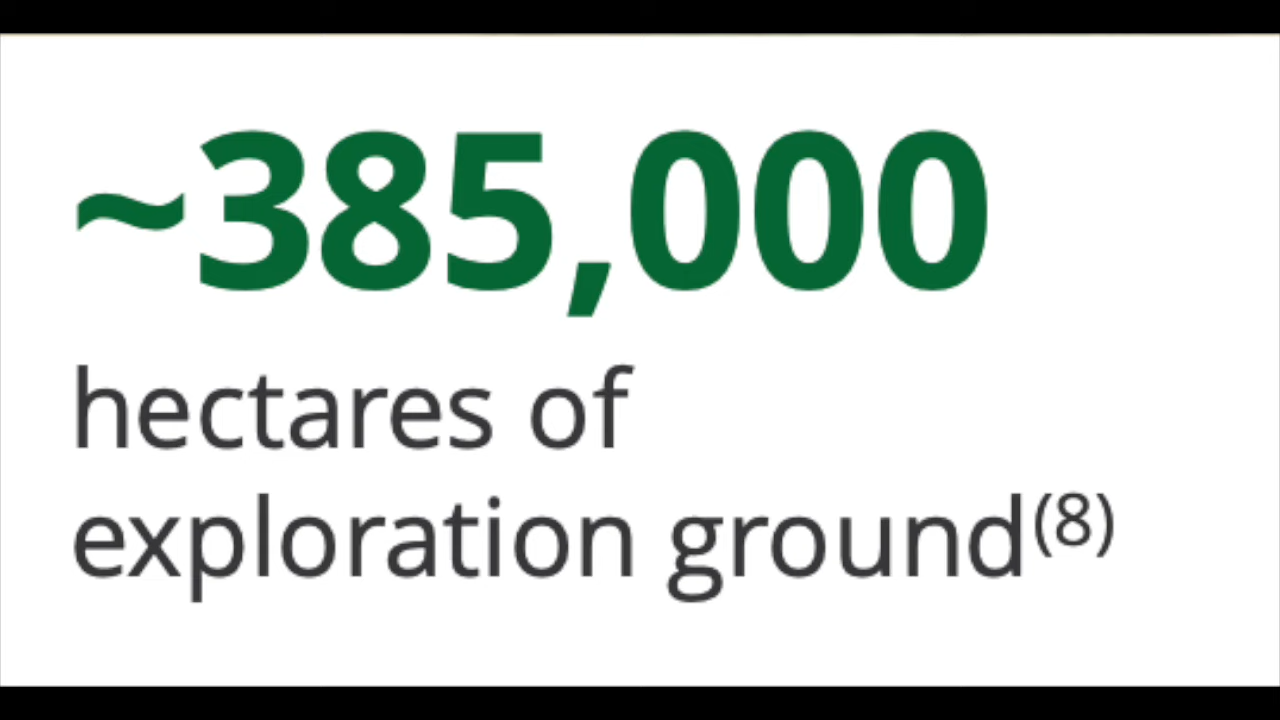 ~385,000
hectares of
exploration ground(8)